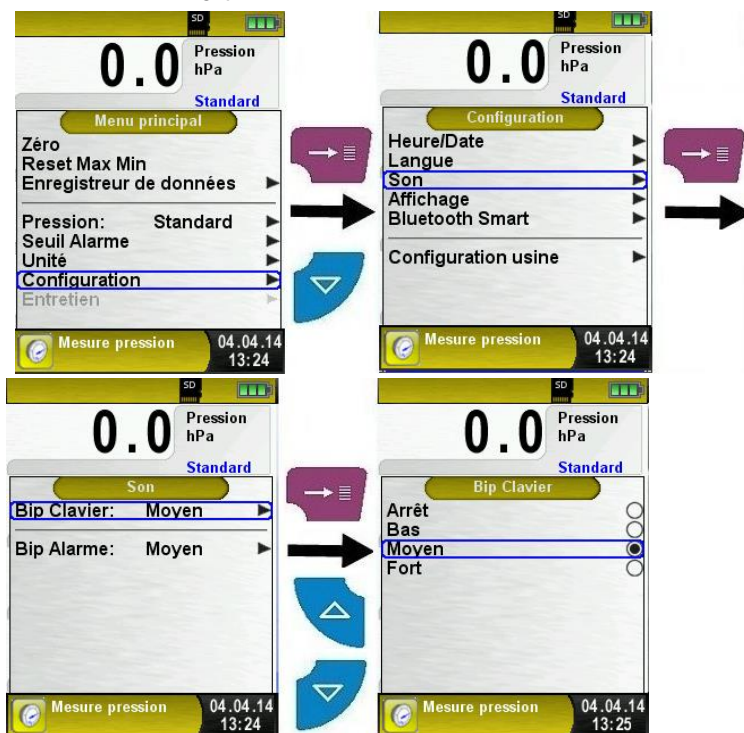 SD
0.0 Pression
hPa
Standard
Menu principal
Zéro
Reset Max Min
Enregistreur de données
Pression: Standard
Seuil Alarme
Unité
Configuration
Entretien
Mesure pression 04.04.14
13:24
SD
0.0 Pression
hPa
Standard
Configuration
Heure/Date
Langue
Son
Affichage
Bluetooth Smart
Configuration usine
Mesure pression 04.04.14
13:24
SD
0.0 Pression
hPa
Standard
Son
Bip Clavier: Moyen
Bip Alarme: Moyen
Mesure pression 04.04.14
13:24
SD
0.0 Pression
hPa
Standard
Bip Clavier
Arrêt
Bas
Moyen
Fort
Mesure pression 04.04.14
13:25